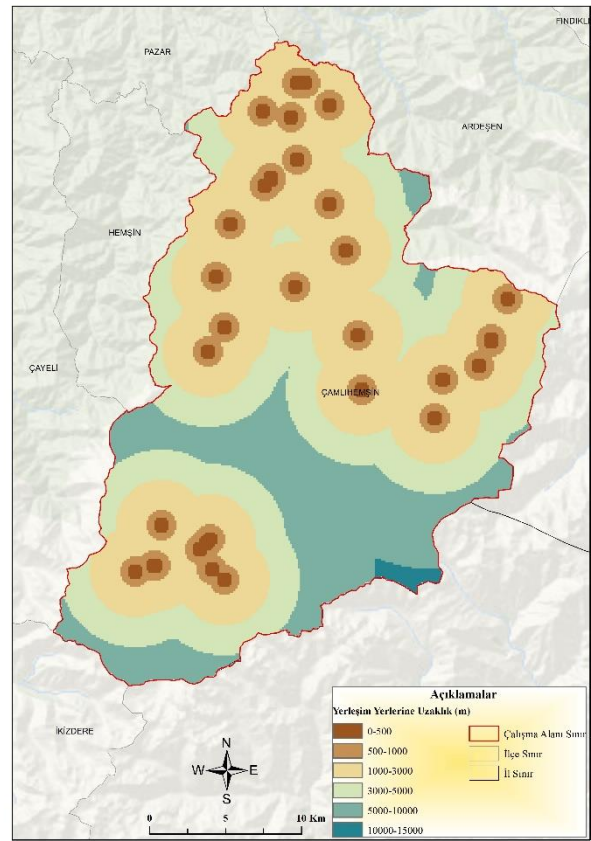 FINDIKLI
PAZAR
ARDEŞEN
HEMŞİN
ÇAYELİ
ÇAMLIHEMŞİN
İKİZDERE
N
W E
S
0 5 10 Km
Açıklamalar
Yerleşim Yerlerine Uzaklık (m)
0-500
500-1000
1000-3000
3000-5000
5000-10000
10000-15000
Çalışma Alanı Sınır
İlçe Sınır
İl Sınır